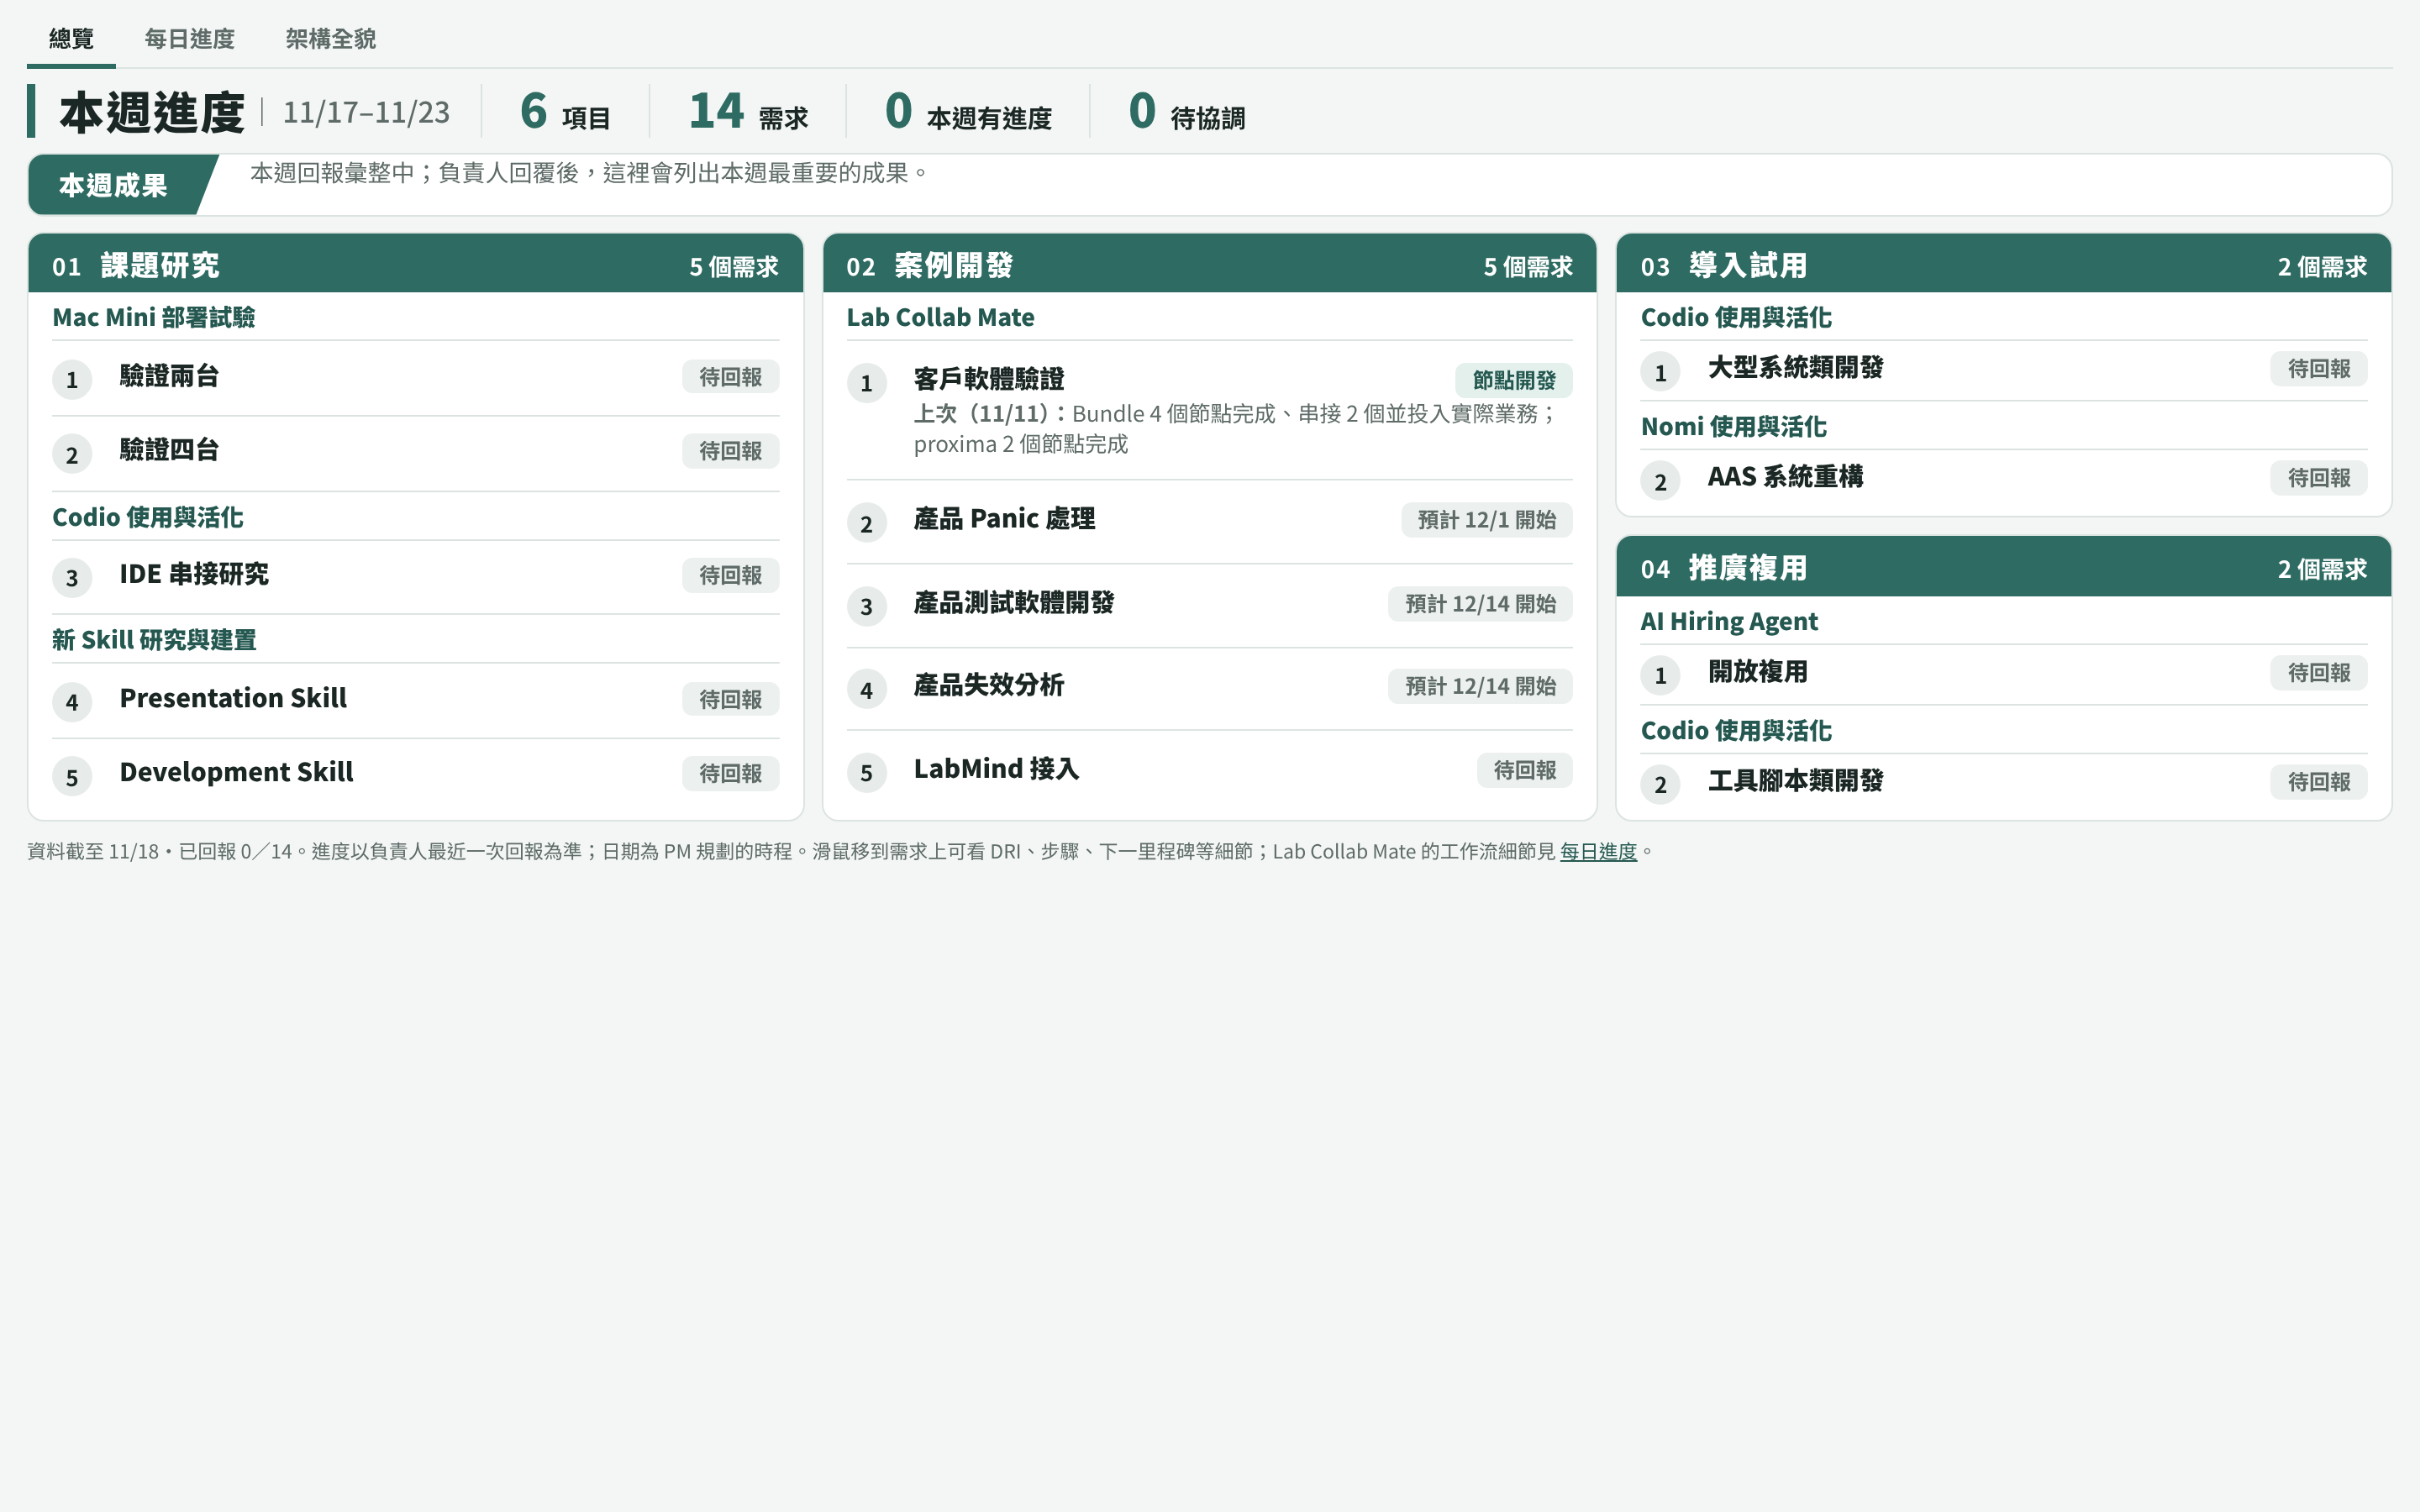 總覽 每日進度 架構全貌
本週進度 11/17–11/23 6 項目 14 需求 0 本週有進度 0 待協調
本週成果 本週回報彙整中；負責人回覆後，這裡會列出本週最重要的成果。
01 課題研究 5 個需求
Mac Mini 部署試驗
1 驗證兩台 待回報
2 驗證四台 待回報
Codio 使用與活化
3 IDE 串接研究 待回報
新 Skill 研究與建置
4 Presentation Skill 待回報
5 Development Skill 待回報
02 案例開發 5 個需求
Lab Collab Mate
1 客戶軟體驗證 節點開發
上次（11/11）：Bundle 4 個節點完成、串接 2 個並投入實際業務；
proxima 2 個節點完成
2 產品 Panic 處理 預計 12/1 開始
3 產品測試軟體開發 預計 12/14 開始
4 產品失效分析 預計 12/14 開始
5 LabMind 接入 待回報
03 導入試用 2 個需求
Codio 使用與活化
1 大型系統類開發 待回報
Nomi 使用與活化
2 AAS 系統重構 待回報
04 推廣複用 2 個需求
AI Hiring Agent
1 開放複用 待回報
Codio 使用與活化
2 工具腳本類開發 待回報
資料截至 11/18・已回報 0／14。進度以負責人最近一次回報為準；日期為 PM 規劃的時程。滑鼠移到需求上可看 DRI、步驟、下一里程碑等細節；Lab Collab Mate 的工作流細節見 每日進度。